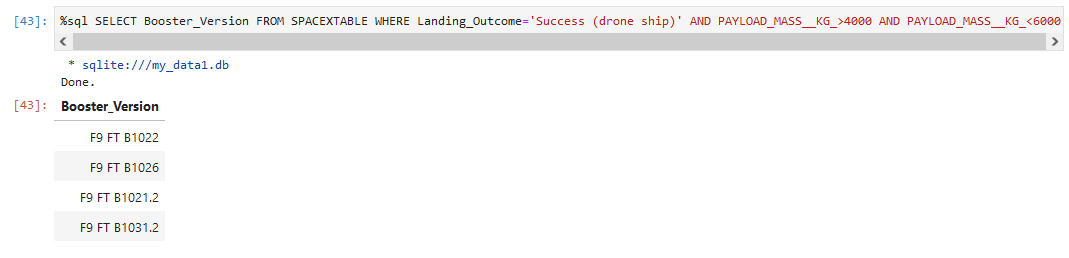 [43]: %sql SELECT Booster_Version FROM SPACEXTABLE WHERE Landing_Outcome='Success (drone ship)' AND PAYLOAD_MASS__KG_>4000 AND PAYLOAD_MASS__KG_<6000
* sqlite:///my_data1.db
Done.
[43]: Booster_Version
F9 FT B1022
F9 FT B1026
F9 FT B1021.2
F9 FT B1031.2